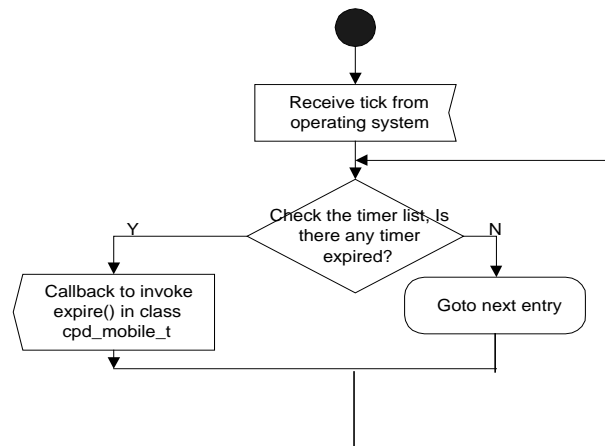 Receive tick from
operating system
Check the timer list, Is
there any timer
expired?
Y
N
Callback to invoke
expire() in class
cpd_mobile_t
Goto next entry